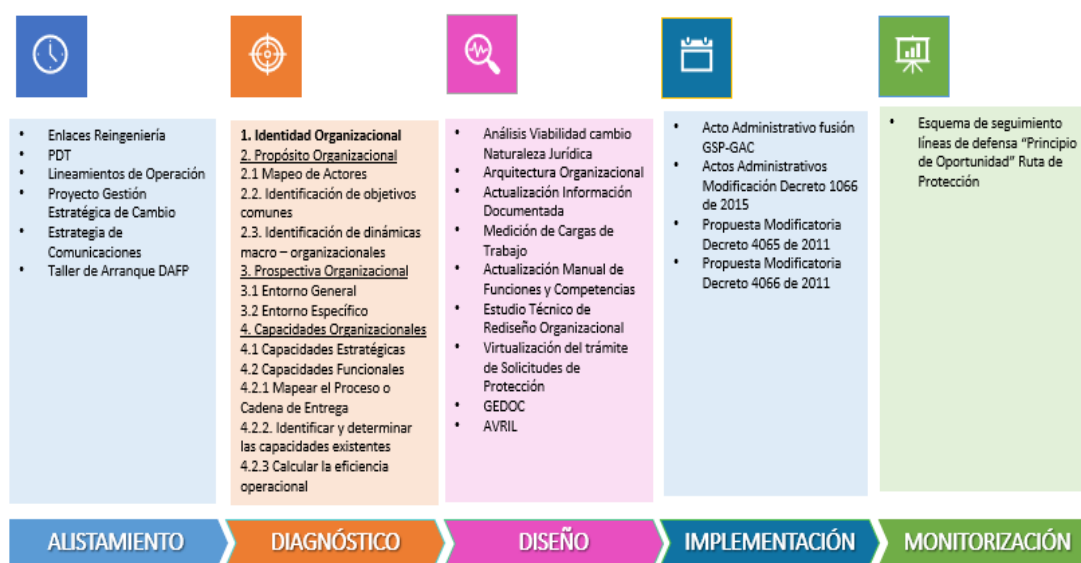 • Enlaces Reingeniería
• PDT
• Lineamientos de Operación
• Proyecto Gestión
Estratégica de Cambio
• Estrategia de
Comunicaciones
• Taller de Arranque DAFP
1. Identidad Organizacional
2. Propósito Organizacional
2.1 Mapeo de Actores
2.2. Identificación de objetivos
comunes
2.3. Identificación de dinámicas
macro – organizacionales
3. Prospectiva Organizacional
3.1 Entorno General
3.2 Entorno Específico
4. Capacidades Organizacionales
4.1 Capacidades Estratégicas
4.2 Capacidades Funcionales
4.2.1 Mapear el Proceso o
Cadena de Entrega
4.2.2. Identificar y determinar
las capacidades existentes
4.2.3 Calcular la eficiencia
operacional
• Análisis Viabilidad cambio
Naturaleza Jurídica
• Arquitectura Organizacional
• Actualización Información
Documentada
• Medición de Cargas de
Trabajo
• Actualización Manual de
Funciones y Competencias
• Estudio Técnico de
Rediseño Organizacional
• Virtualización del trámite
de Solicitudes de
Protección
• GEDOC
• AVRIL
• Acto Administrativo fusión
GSP-GAC
• Actos Administrativos
Modificación Decreto 1066
de 2015
• Propuesta Modificatoria
Decreto 4065 de 2011
• Propuesta Modificatoria
Decreto 4066 de 2011
• Esquema de seguimiento
líneas de defensa “Principio
de Oportunidad” Ruta de
Protección
ALISTAMIENTO
DIAGNÓSTICO
DISEÑO
IMPLEMENTACIÓN
MONITORIZACIÓN